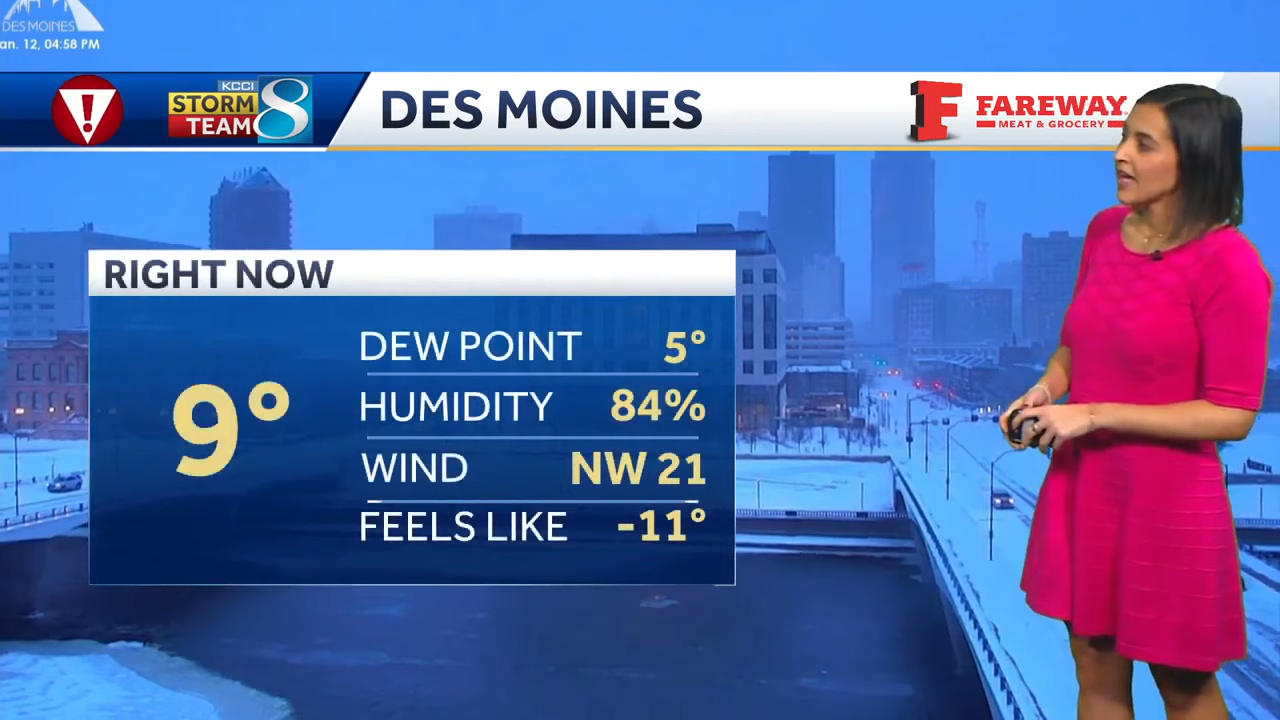 DES MOINES
an. 12, 04:58 PM
KCCI
STORM
TEAM
8
DES MOINES
F FAREWAY
MEAT & GROCERY
RIGHT NOW
9°
DEW POINT 5°
HUMIDITY 84%
WIND NW 21
FEELS LIKE -11°